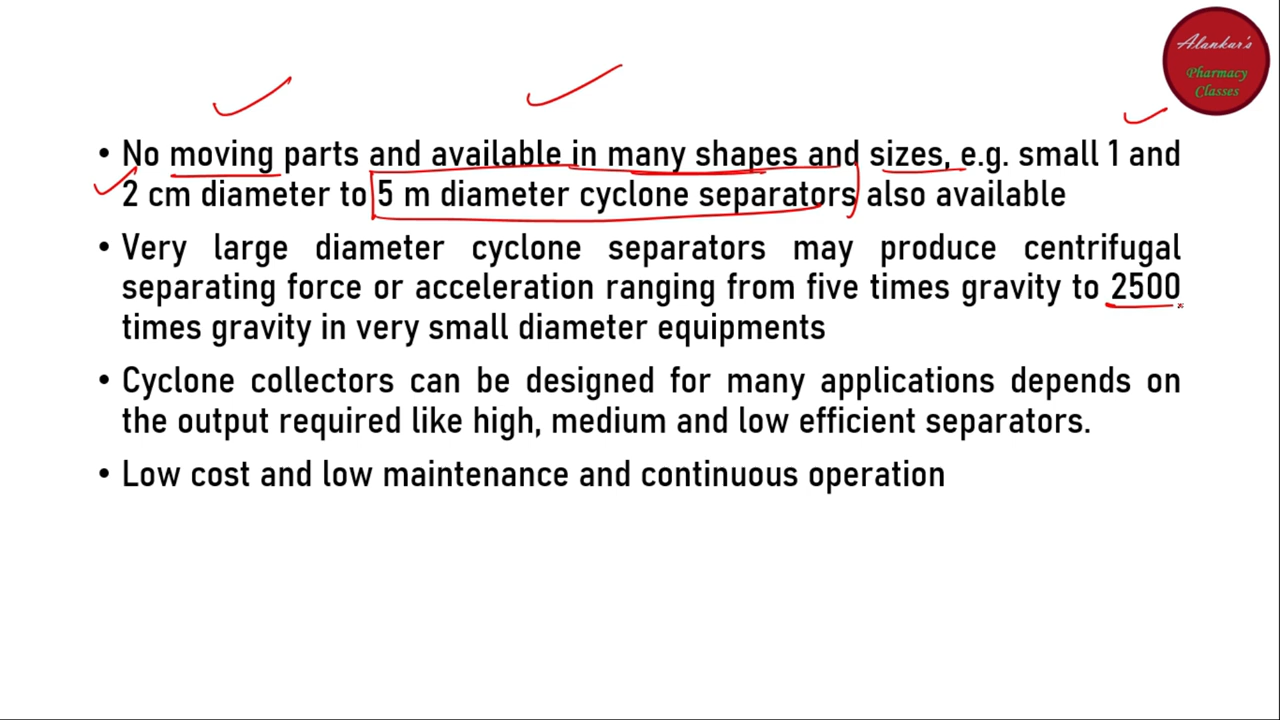 Alankar's
Pharmacy
Classes
• No moving parts and available in many shapes and sizes, e.g. small 1 and
2 cm diameter to 5 m diameter cyclone separators also available
• Very large diameter cyclone separators may produce centrifugal
separating force or acceleration ranging from five times gravity to 2500
times gravity in very small diameter equipments
• Cyclone collectors can be designed for many applications depends on
the output required like high, medium and low efficient separators.
• Low cost and low maintenance and continuous operation